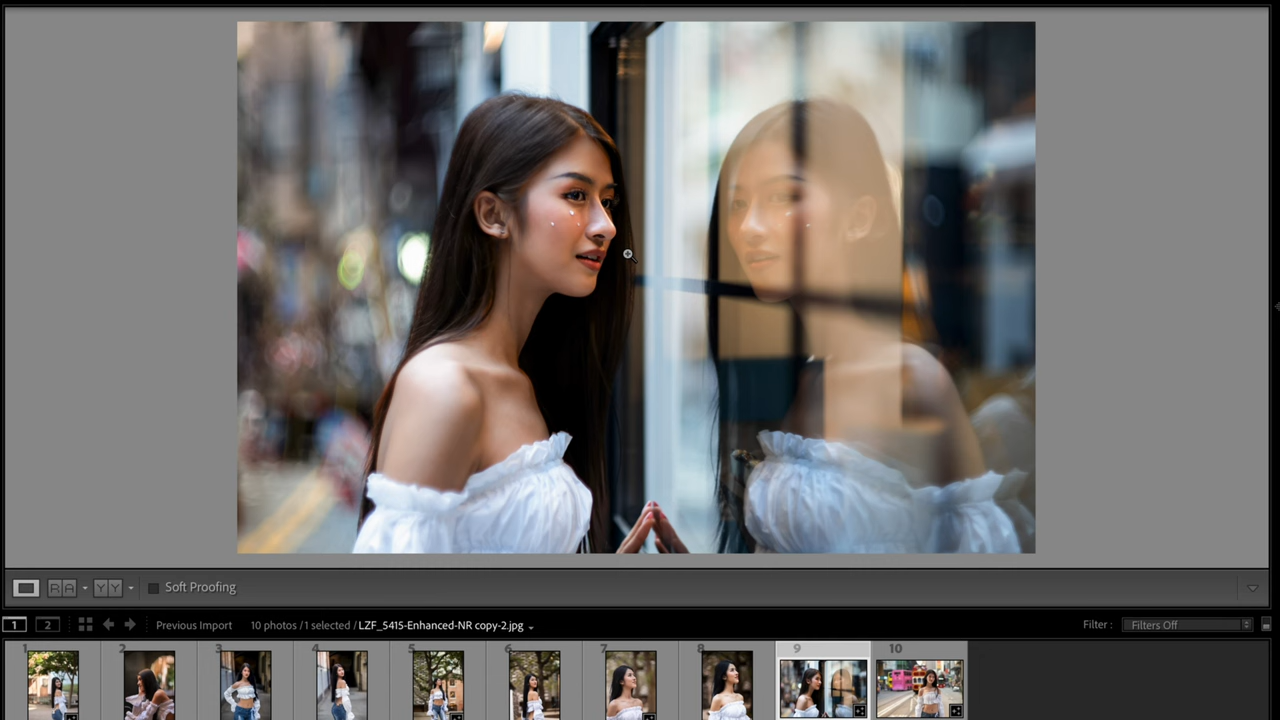 R A Y Y Soft Proofing
1 2 Previous Import 10 photos / 1 selected / LZF_5415-Enhanced-NR copy-2.jpg Filter : Filters Off
1 2 3 4 5 6 7 8 9 10